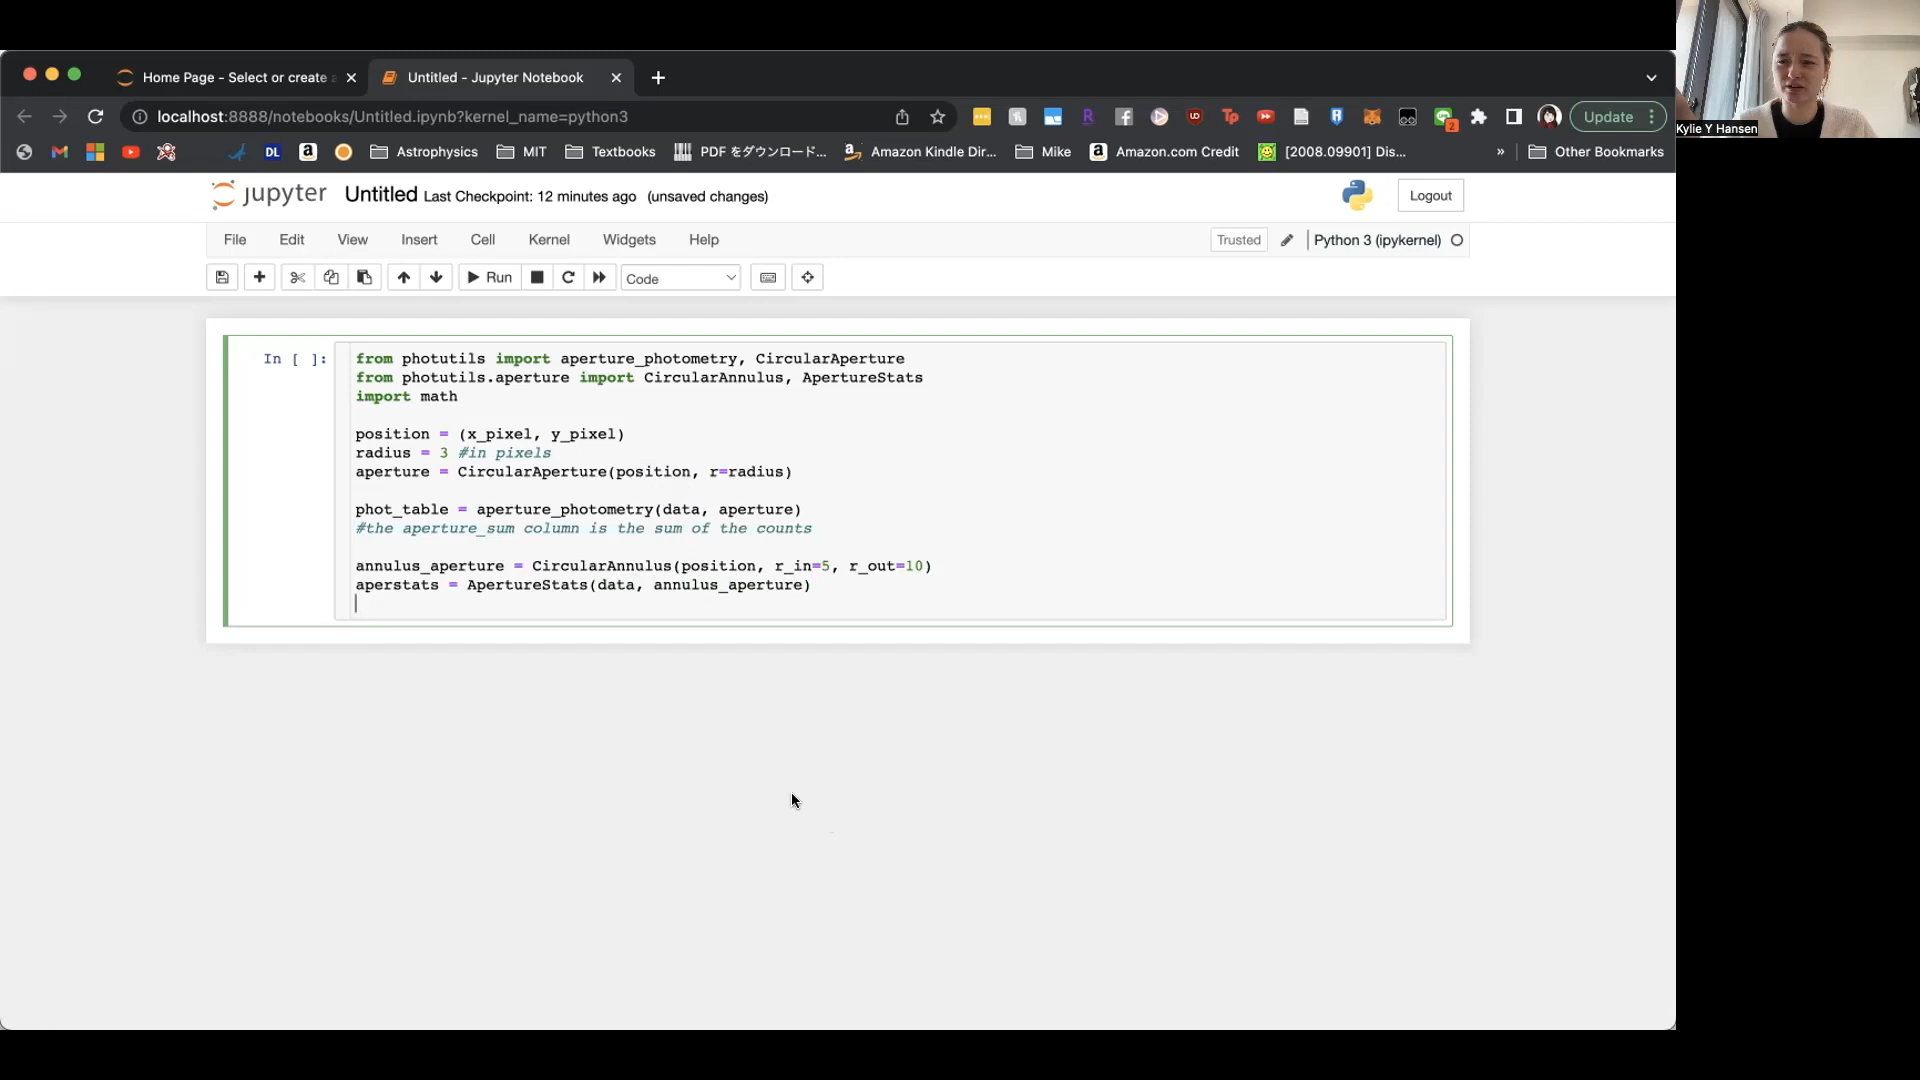 Home Page - Select or create a
Untitled - Jupyter Notebook
localhost:8888/notebooks/Untitled.ipynb?kernel_name=python3
Update
Kylie Y Hansen
DL
Astrophysics
MIT
Textbooks
PDF をダウンロード...
Amazon Kindle Dir...
Mike
Amazon.com Credit
[2008.09901] Dis...
»
Other Bookmarks
jupyter
Untitled Last Checkpoint: 12 minutes ago (unsaved changes)
Logout
File Edit View Insert Cell Kernel Widgets Help
Trusted
Python 3 (ipykernel)
Run
Code
In [ ]:
from photutils import aperture_photometry, CircularAperture
from photutils.aperture import CircularAnnulus, ApertureStats
import math
position = (x_pixel, y_pixel)
radius = 3 #in pixels
aperture = CircularAperture(position, r=radius)
phot_table = aperture_photometry(data, aperture)
#the aperture_sum column is the sum of the counts
annulus_aperture = CircularAnnulus(position, r_in=5, r_out=10)
aperstats = ApertureStats(data, annulus_aperture)